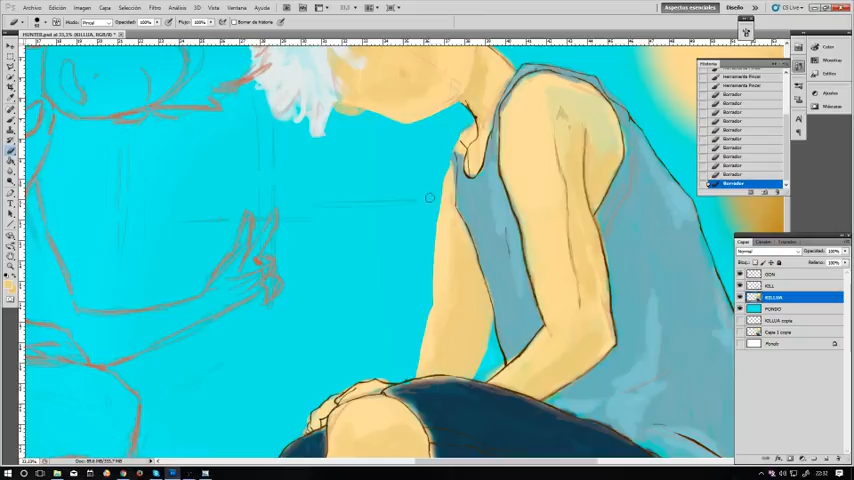 Archivo Edición Imagen Capa Selección Filtro Análisis 3D Vista Ventana Ayuda
Aspectos esenciales Diseño CS Live
Modo: Pincel Opacidad: 100% Flujo: 100% Borrar de historia
Historia
Herramienta Pincel
Herramienta Pincel
Borrador
Borrador
Borrador
Borrador
Borrador
Borrador
Borrador
Borrador
Borrador
Borrador
Borrador
Color
Muestras
Estilos
Ajustes
Máscaras
Capas Canales Trazados
Normal Opacidad: 100%
Bloq.: Relleno: 100%
GON
KILL
KILLUA
FONDO
KILLUA copia
Capa 1 copia
Fondo
22:32